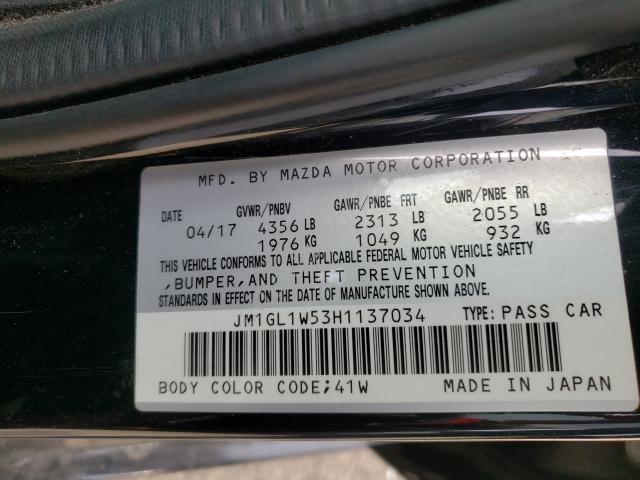 MFD. BY MAZDA MOTOR CORPORATION
DATE GVWR/PNBV GAWR/PNBE FRT GAWR/PNBE RR
04/17 4356 LB 2313 LB 2055 LB
1976 KG 1049 KG 932 KG
THIS VEHICLE CONFORMS TO ALL APPLICABLE FEDERAL MOTOR VEHICLE SAFETY
,BUMPER,AND THEFT PREVENTION
STANDARDS IN EFFECT ON THE DATE OF MANUFACTURE SHOWN ABOVE.
JM1GL1W53H1137034 TYPE: PASS CAR
BODY COLOR CODE;41W MADE IN JAPAN